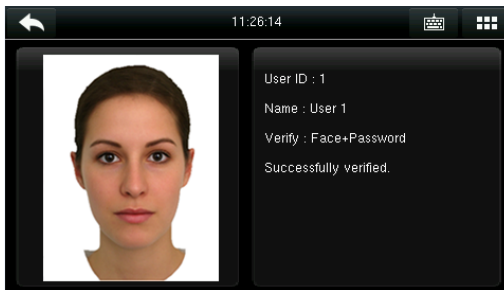 11:26:14
User ID : 1
Name : User 1
Verify : Face+Password
Successfully verified.